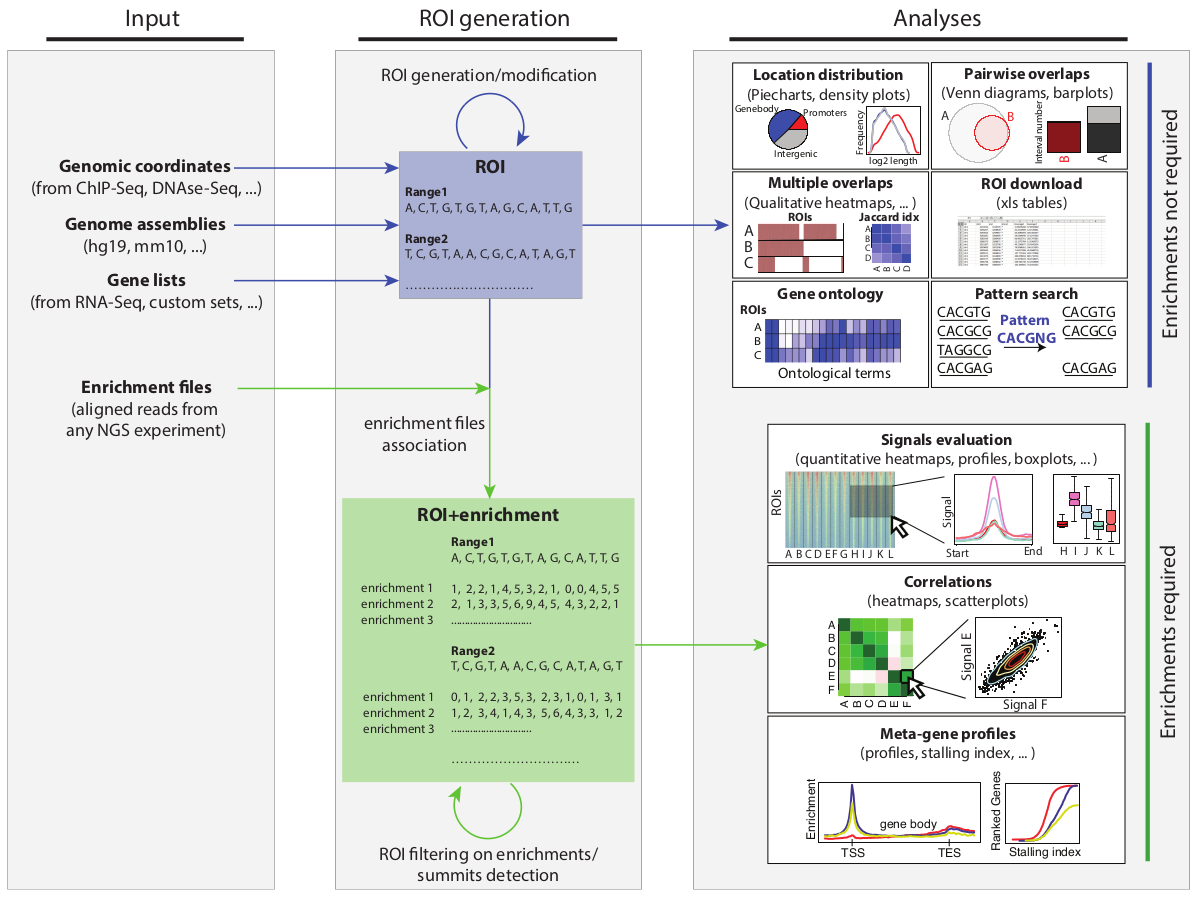 Input
ROI generation
Analyses
Genomic coordinates
(from ChIP-Seq, DNAse-Seq, ...)
Genome assemblies
(hg19, mm10, ...)
Gene lists
(from RNA-Seq, custom sets, ...)
Enrichment files
(aligned reads from
any NGS experiment)
ROI generation/modification
ROI
Range1
A, C, T, G, T, G, T, A, G, C, A, T, T, G
Range2
T, C, G, T, A, A, C, G, C, A, T, A, G, T
................................
enrichment files
association
ROI+enrichment
Range1
A, C, T, G, T, G, T, A, G, C, A, T, T, G
enrichment 1 1, 2, 2, 1, 4, 5, 3, 2, 1, 0, 0, 4, 5, 5
enrichment 2 2, 1, 3, 3, 5, 6, 9, 4, 5, 4, 3, 2, 2, 1
enrichment 3 ..............................
Range2
T, C, G, T, A, A, C, G, C, A, T, A, G, T
enrichment 1 0, 1, 2, 2, 3, 5, 3, 2, 3, 1, 0, 1, 3, 1
enrichment 2 1, 2, 3, 4, 1, 4, 3, 5, 6, 4, 3, 3, 1, 2
enrichment 3 ..............................
................................
ROI filtering on enrichments/
summits detection
Location distribution
(Piecharts, density plots)
Genebody
Promoters
Intergenic
Frequency
log2 length
Pairwise overlaps
(Venn diagrams, barplots)
A
B
Interval number
B
A
Multiple overlaps
(Qualitative heatmaps, ... )
ROIs
A
B
C
Jaccard idx
A
B
C
D
A B C D
ROI download
(xls tables)
Gene ontology
ROIs
A
B
C
Ontological terms
Pattern search
CACGTG
CACGCG
TAGGCG
CACGAG
Pattern
CACGNG
CACGTG
CACGCG
CACGAG
Enrichments not required
Signals evaluation
(quantitative heatmaps, profiles, boxplots, ... )
ROIs
A B C D E F G H I J K L
Signal
Start
End
H I J K L
Correlations
(heatmaps, scatterplots)
A
B
C
D
E
F
A B C D E F
Signal E
Signal F
Meta-gene profiles
(profiles, stalling index, ... )
Enrichment
gene body
TSS
TES
Ranked Genes
Stalling index
Enrichments required